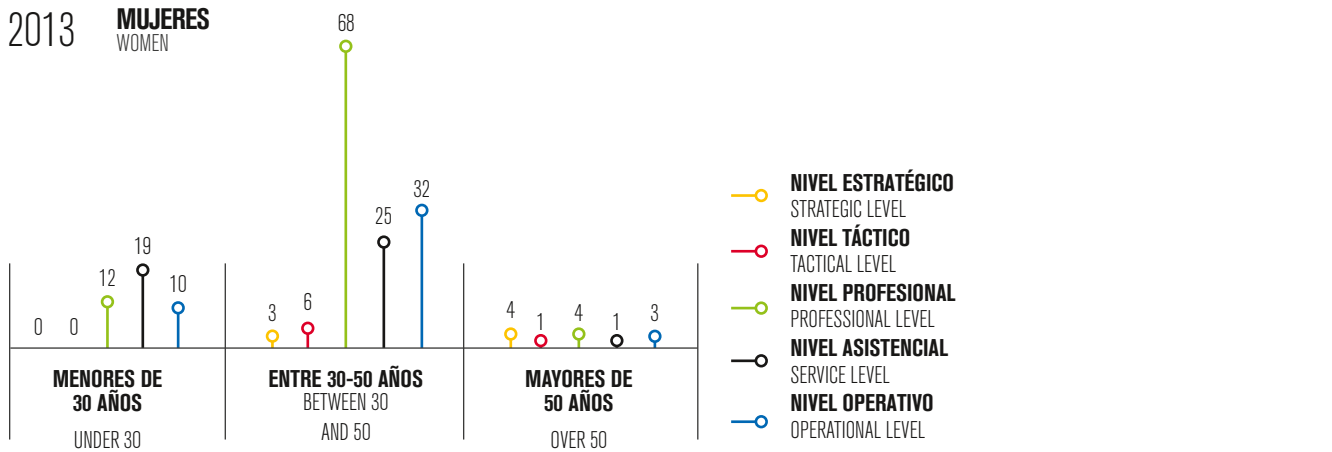 2013
MUJERES
WOMEN
0 0 12 19 10
3 6 68 25 32
4 1 4 1 3
MENORES DE
30 AÑOS
UNDER 30
ENTRE 30-50 AÑOS
BETWEEN 30
AND 50
MAYORES DE
50 AÑOS
OVER 50
NIVEL ESTRATÉGICO
STRATEGIC LEVEL
NIVEL TÁCTICO
TACTICAL LEVEL
NIVEL PROFESIONAL
PROFESSIONAL LEVEL
NIVEL ASISTENCIAL
SERVICE LEVEL
NIVEL OPERATIVO
OPERATIONAL LEVEL